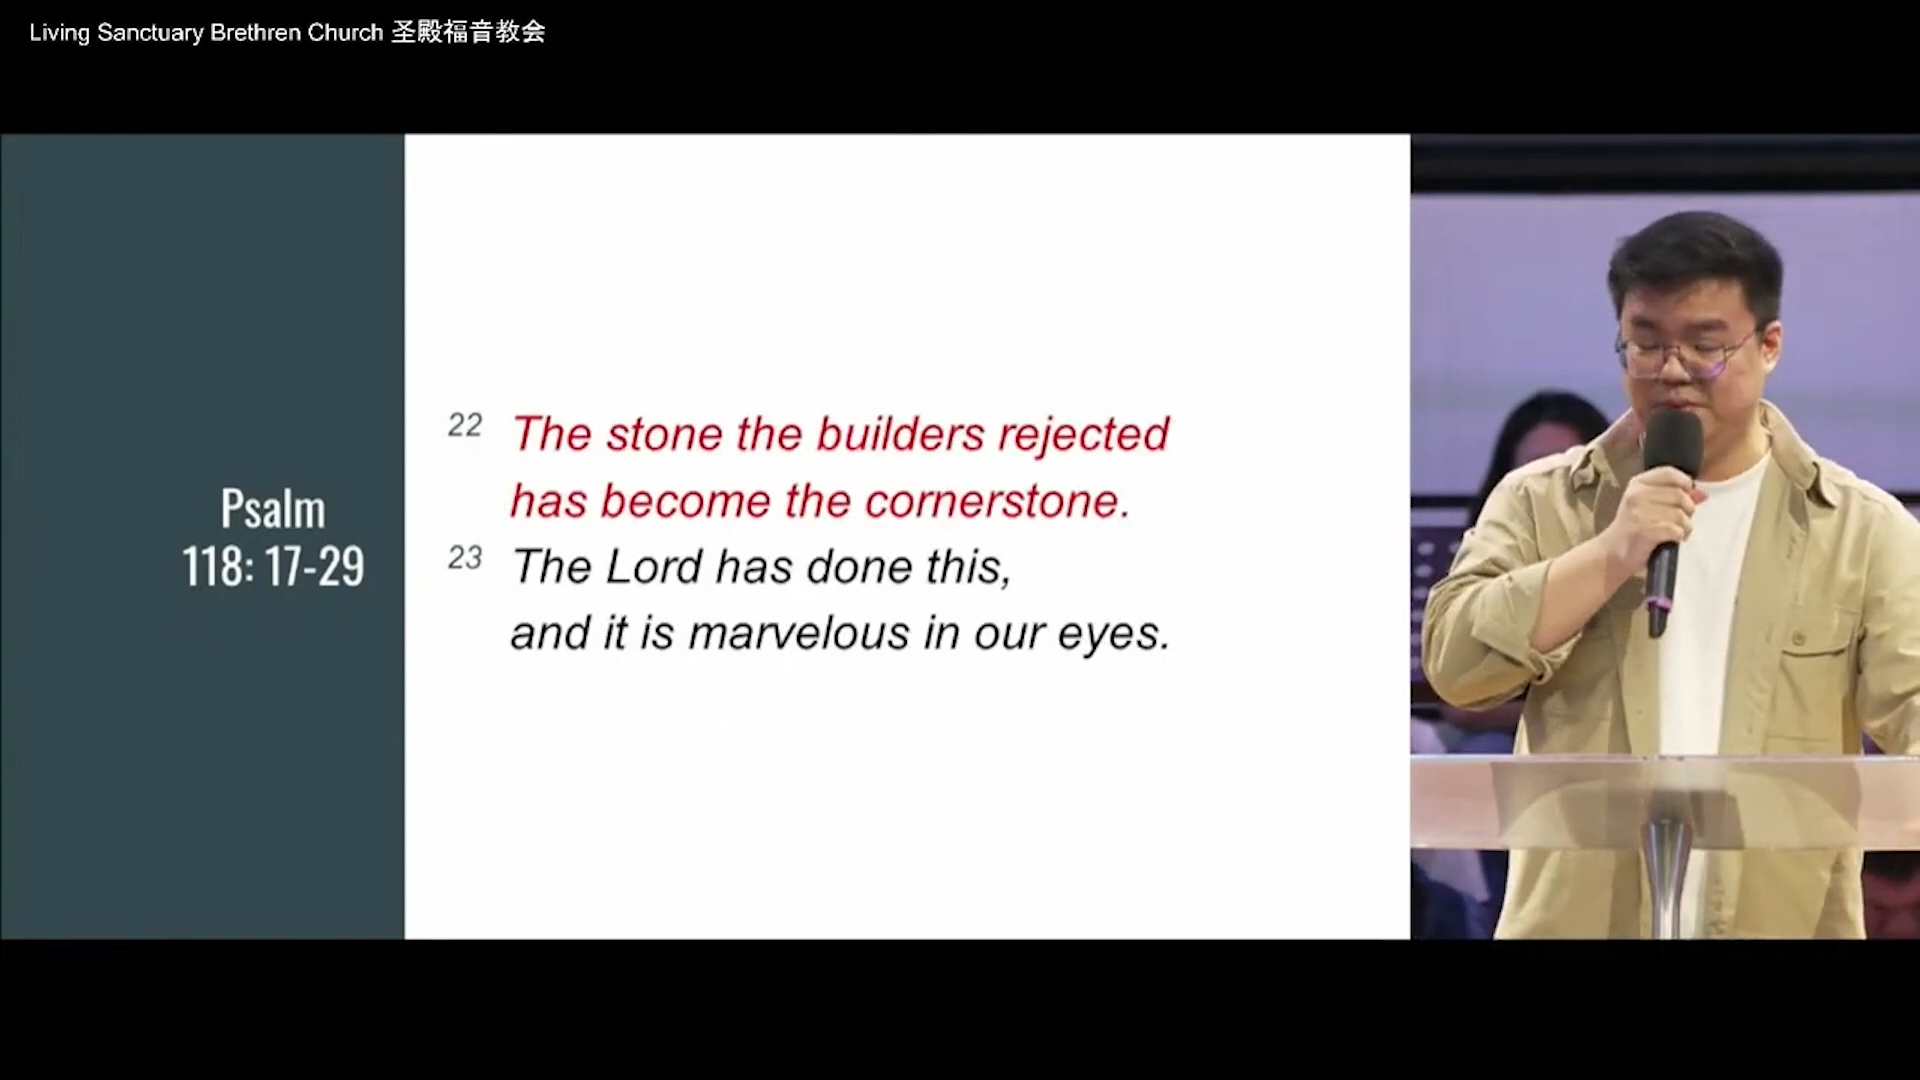 Living Sanctuary Brethren Church 圣殿福音教会
Psalm
118: 17-29
22 The stone the builders rejected
has become the cornerstone.
23 The Lord has done this,
and it is marvelous in our eyes.